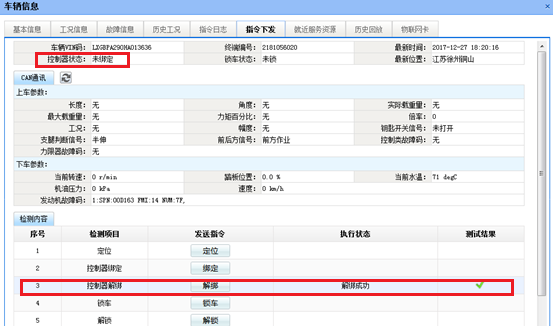 车辆信息
基本信息 工况信息 故障信息 历史工况 指令日志 指令下发 就近服务资源 历史回放 物联网卡
车辆VIN码: LXGBPA290HA013636 终端编号: 2181056020 最新时间: 2017-12-27 18:20:16
控制器状态: 未绑定 锁车状态: 未锁 最新位置: 江苏徐州铜山
CAN通讯
上车参数:
长度: 无 角度: 无 实际载重量: 无
最大载重量: 无 力矩百分比: 无 倍率: 0
工况: 无 幅度: 无 钥匙开关信号: 未打开
支腿判断信号: 半伸 前后方信号: 前方作业 控制类故障码: 无
力限器故障码: 无
下车参数:
当前转速: 0 r/min 踏板位置: 0.0 % 当前水温: 71 degC
机油压力: 0 kPa 速度: 0 km/h
发动机故障码: 1:SPN:00D163 FMI:14 NUM:7F,
检测内容
序号 检测项目 发送指令 执行状态 测试结果
1 定位 定位
2 控制器绑定 绑定
3 控制器解绑 解绑 解绑成功
4 锁车 锁车
5 解锁 解锁